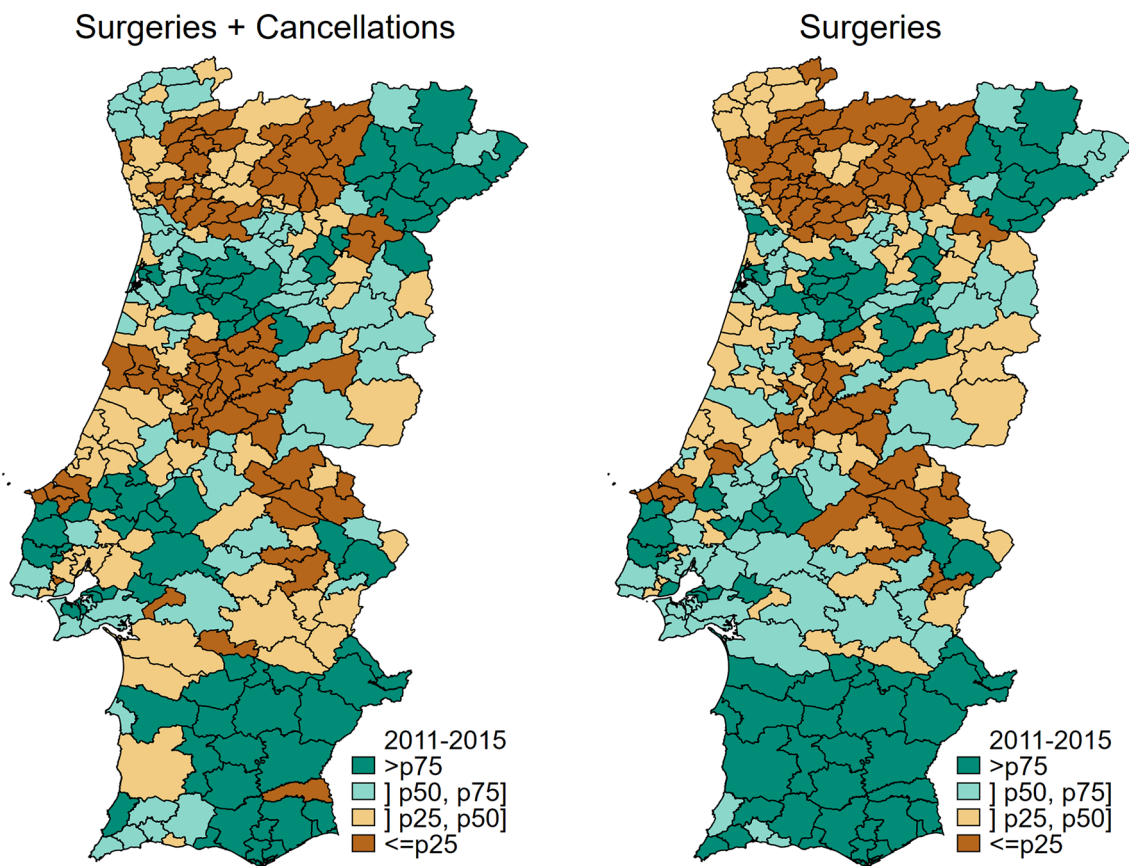 Surgeries + Cancellations
Surgeries
2011-2015
>p75
] p50, p75]
] p25, p50]
<=p25
2011-2015
>p75
] p50, p75]
] p25, p50]
<=p25